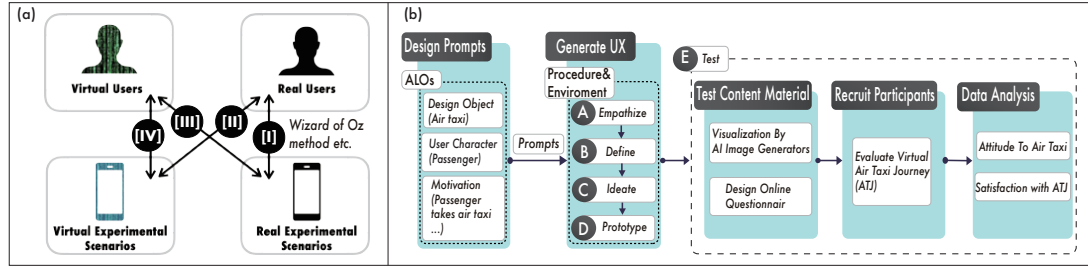 (a)
Virtual Users
Real Users
[IV]
[III]
[II]
[I]
Wizard of Oz
method etc.
Virtual Experimental
Scenarios
Real Experimental
Scenarios
(b)
Design Prompts
ALOs
Design Object
(Air taxi)
User Character
(Passenger)
Motivation
(Passenger
takes air taxi
...)
Prompts
Generate UX
Procedure&
Enviroment
A Empathize
B Define
C Ideate
D Prototype
E Test
Test Content Material
Visualization By
AI Image Generators
Design Online
Questionnair
Recruit Participants
Evaluate Virtual
Air Taxi Journey
(ATJ)
Data Analysis
Attitude To Air Taxi
Satisfaction with ATJ